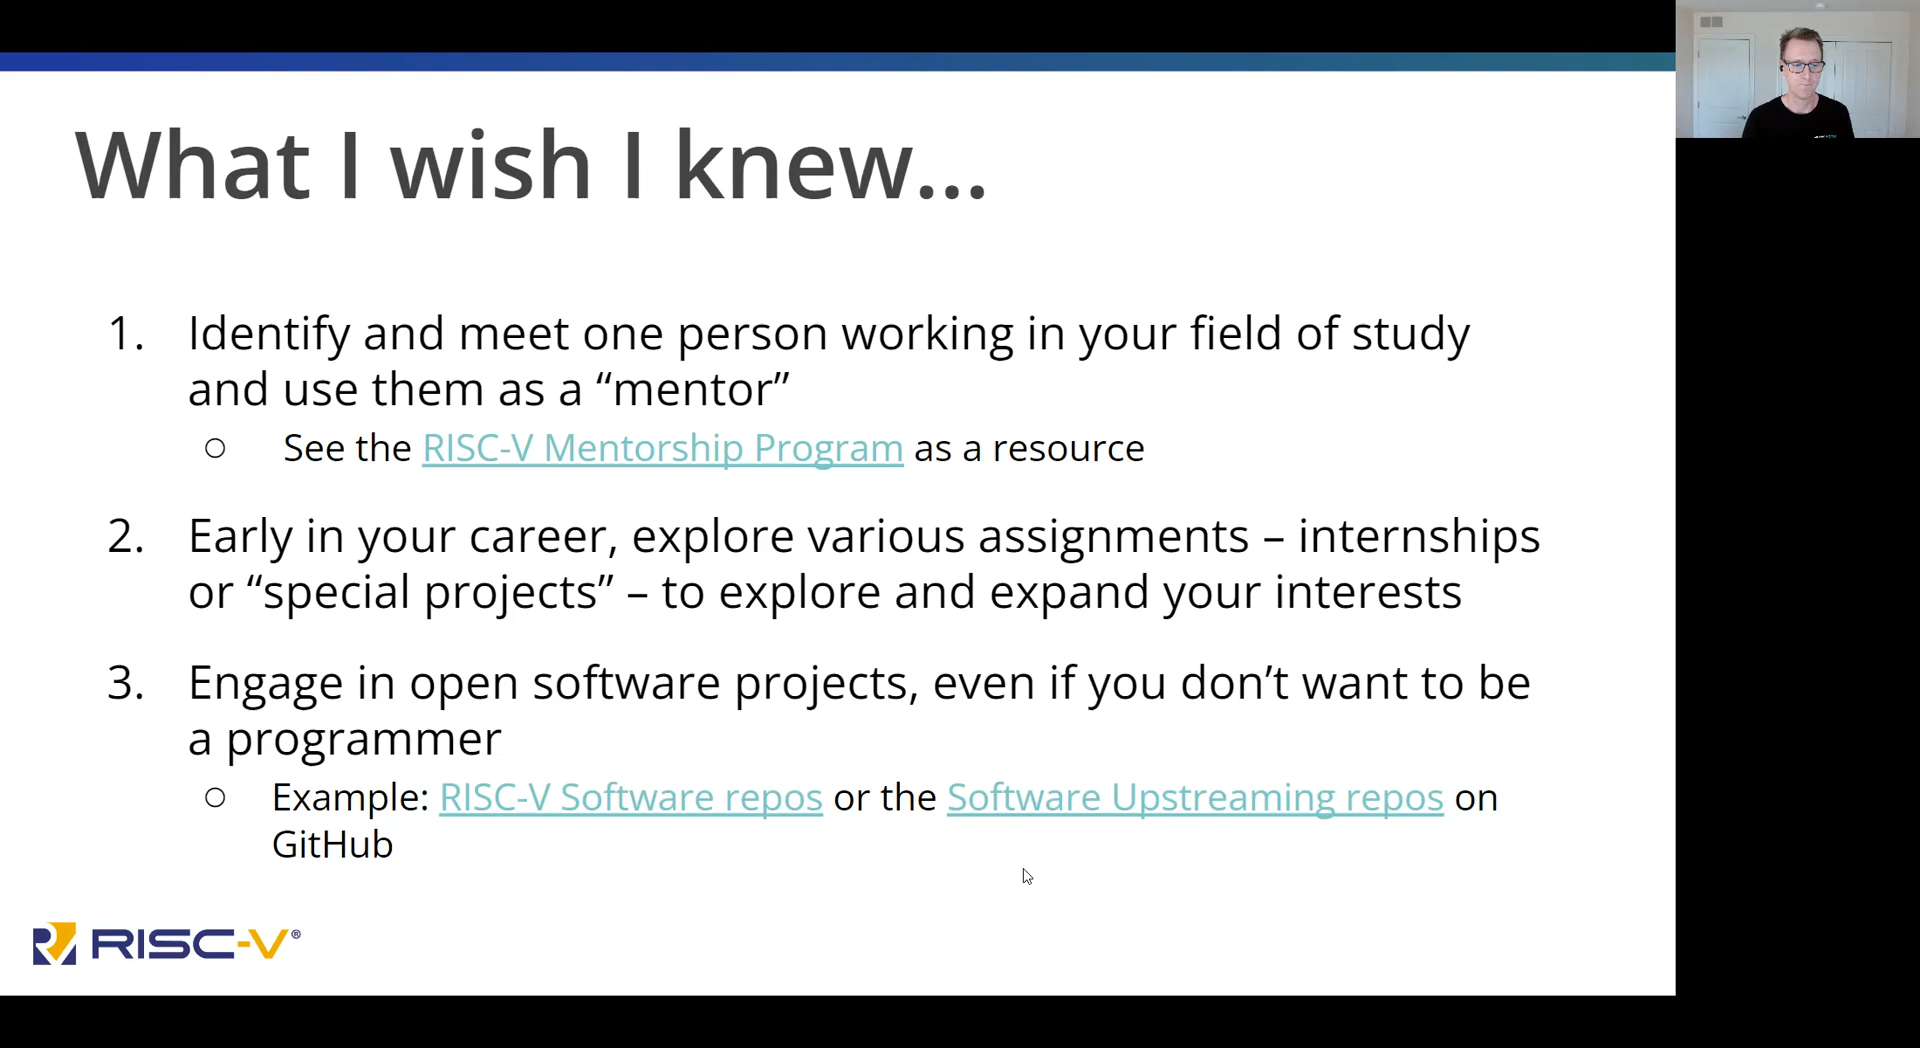 What I wish I knew...
1. Identify and meet one person working in your field of study
and use them as a “mentor”
○ See the RISC-V Mentorship Program as a resource
2. Early in your career, explore various assignments – internships
or “special projects” – to explore and expand your interests
3. Engage in open software projects, even if you don’t want to be
a programmer
○ Example: RISC-V Software repos or the Software Upstreaming repos on
GitHub
RISC-V®